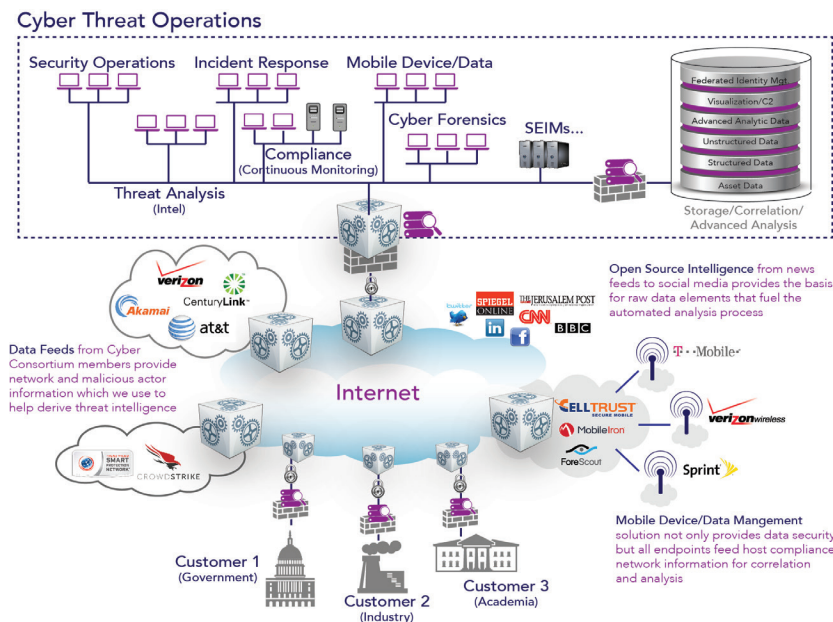 Cyber Threat Operations
Security Operations
Incident Response
Mobile Device/Data
Threat Analysis
(Intel)
Compliance
(Continuous Monitoring)
Cyber Forensics
SEIMs...
Federated Identity Mgt.
Visualization/C2
Advanced Analytic Data
Unstructured Data
Structured Data
Asset Data
Storage/Correlation/
Advanced Analysis
verizon
CenturyLink™
Akamai
at&t
twitter
SPIEGEL
ONLINE
THE JERUSALEM POST
CNN
in
f
BBC
Open Source Intelligence from news
feeds to social media provides the basis
for raw data elements that fuel the
automated analysis process
Data Feeds from Cyber
Consortium members provide
network and malicious actor
information which we use to
help derive threat intelligence
Internet
T··Mobile·
CELLTRUST
SECURE MOBILE
MobileIron
ForeScout
verizonwireless
Sprint
SMART
PROTECTION
NETWORK
CROWDSTRIKE
Customer 1
(Government)
Customer 2
(Industry)
Customer 3
(Academia)
Mobile Device/Data Mangement
solution not only provides data security
but all endpoints feed host compliance
network information for correlation
and analysis